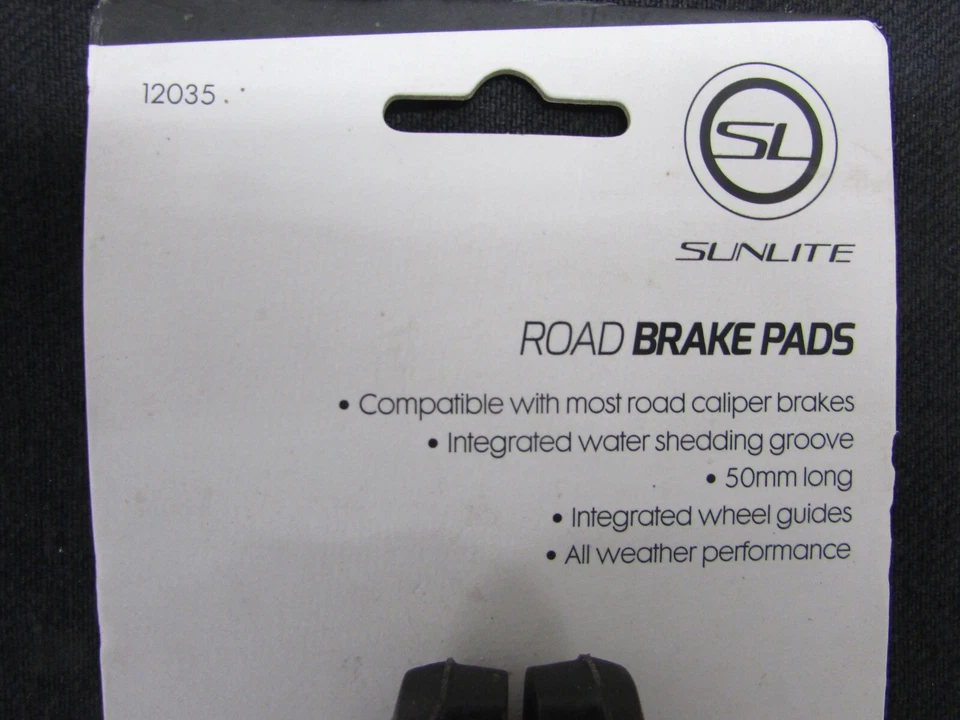 12035
SL
SUNLITE
ROAD BRAKE PADS
• Compatible with most road caliper brakes
• Integrated water shedding groove
• 50mm long
• Integrated wheel guides
• All weather performance